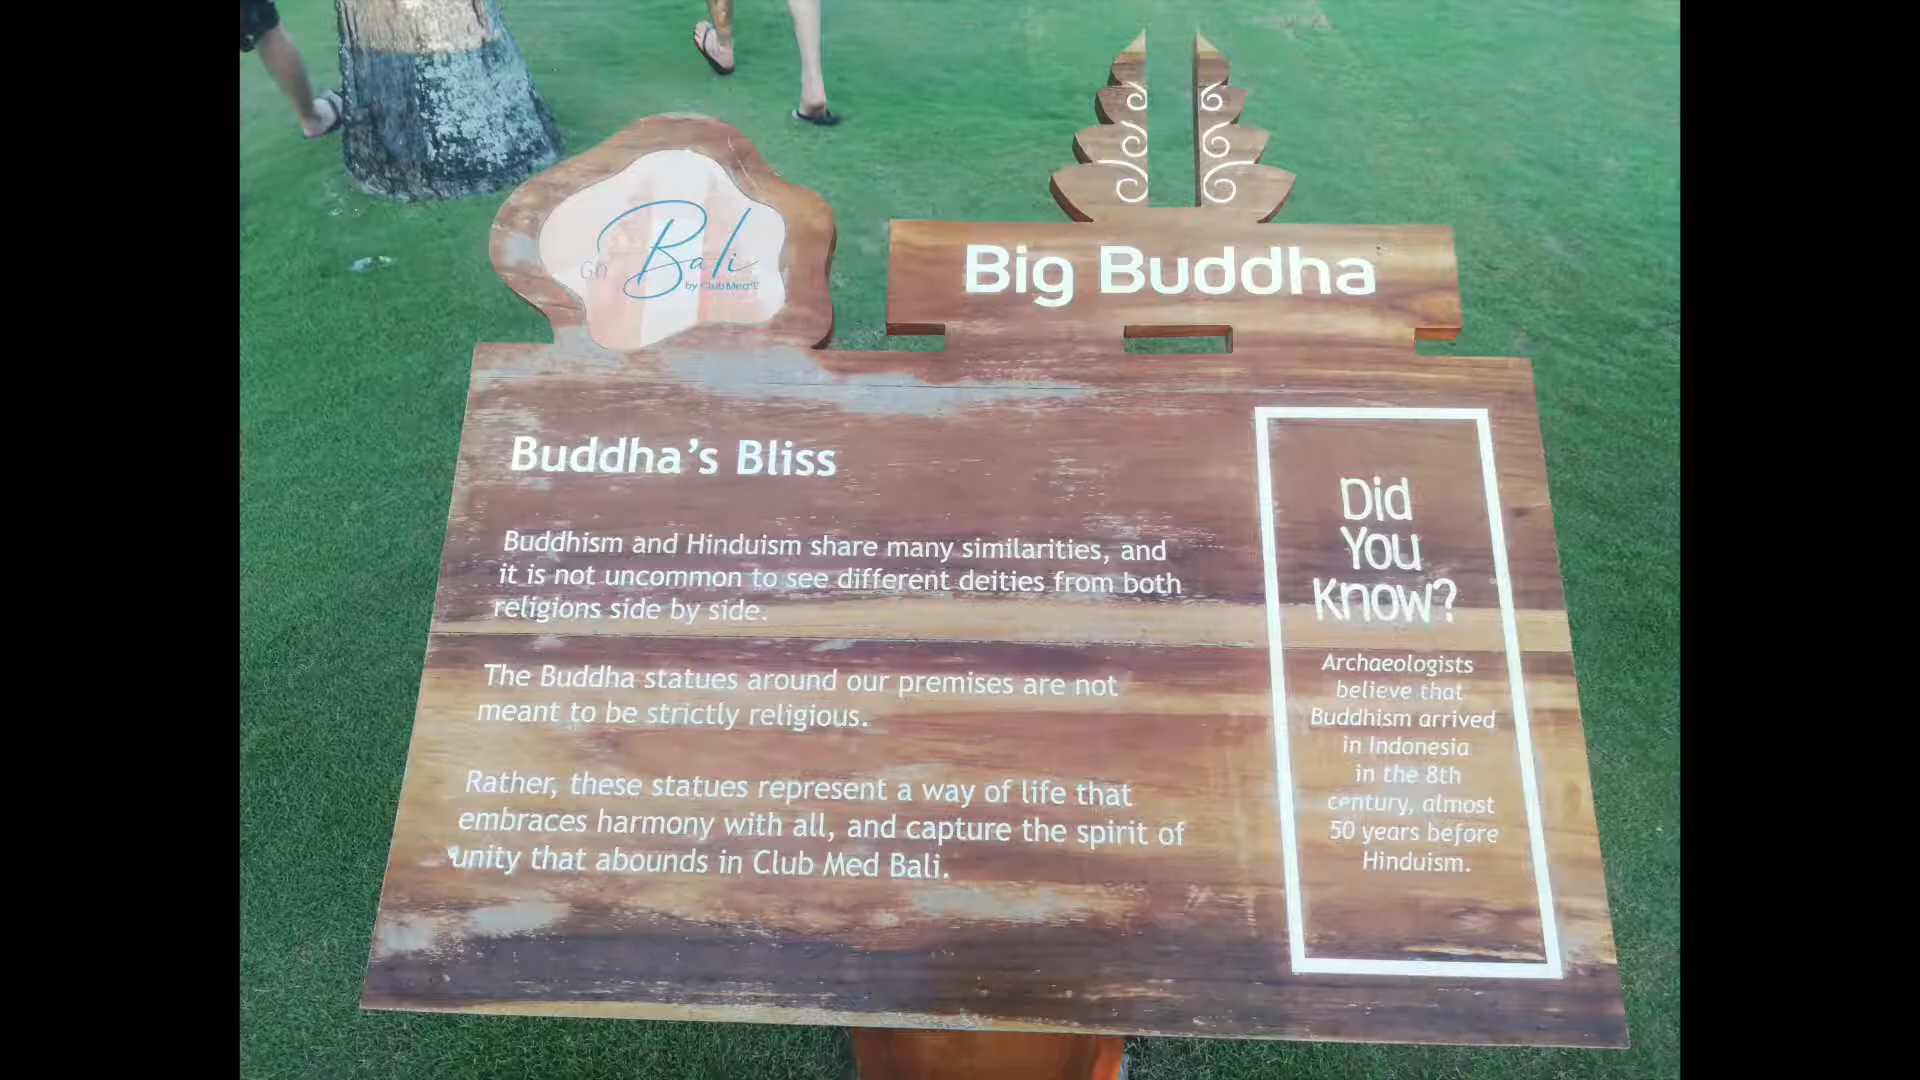 Go Bali
by Club Med
Big Buddha
Buddha's Bliss
Buddhism and Hinduism share many similarities, and
it is not uncommon to see different deities from both
religions side by side.
The Buddha statues around our premises are not
meant to be strictly religious.
Rather, these statues represent a way of life that
embraces harmony with all, and capture the spirit of
unity that abounds in Club Med Bali.
Did
You
Know?
Archaeologists
believe that
Buddhism arrived
in Indonesia
in the 8th
century, almost
50 years before
Hinduism.